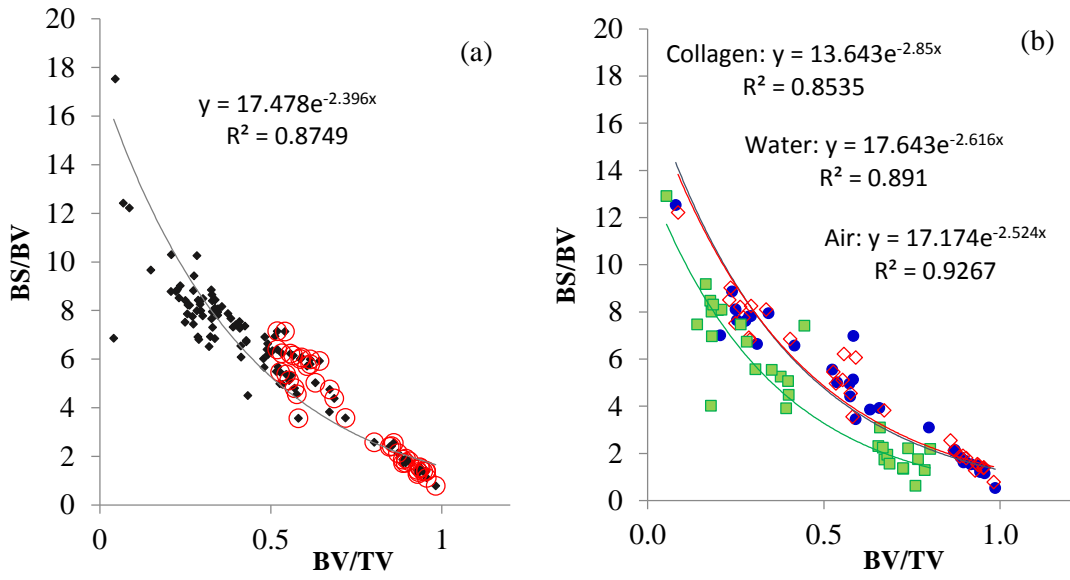 (a)
y = 17.478e^-2.396x
R² = 0.8749
BS/BV
20
18
16
14
12
10
8
6
4
2
0
0
0.5
1
BV/TV
(b)
Collagen: y = 13.643e^-2.85x
R² = 0.8535
Water: y = 17.643e^-2.616x
R² = 0.891
Air: y = 17.174e^-2.524x
R² = 0.9267
BS/BV
20
18
16
14
12
10
8
6
4
2
0
0.0
0.5
1.0
BV/TV